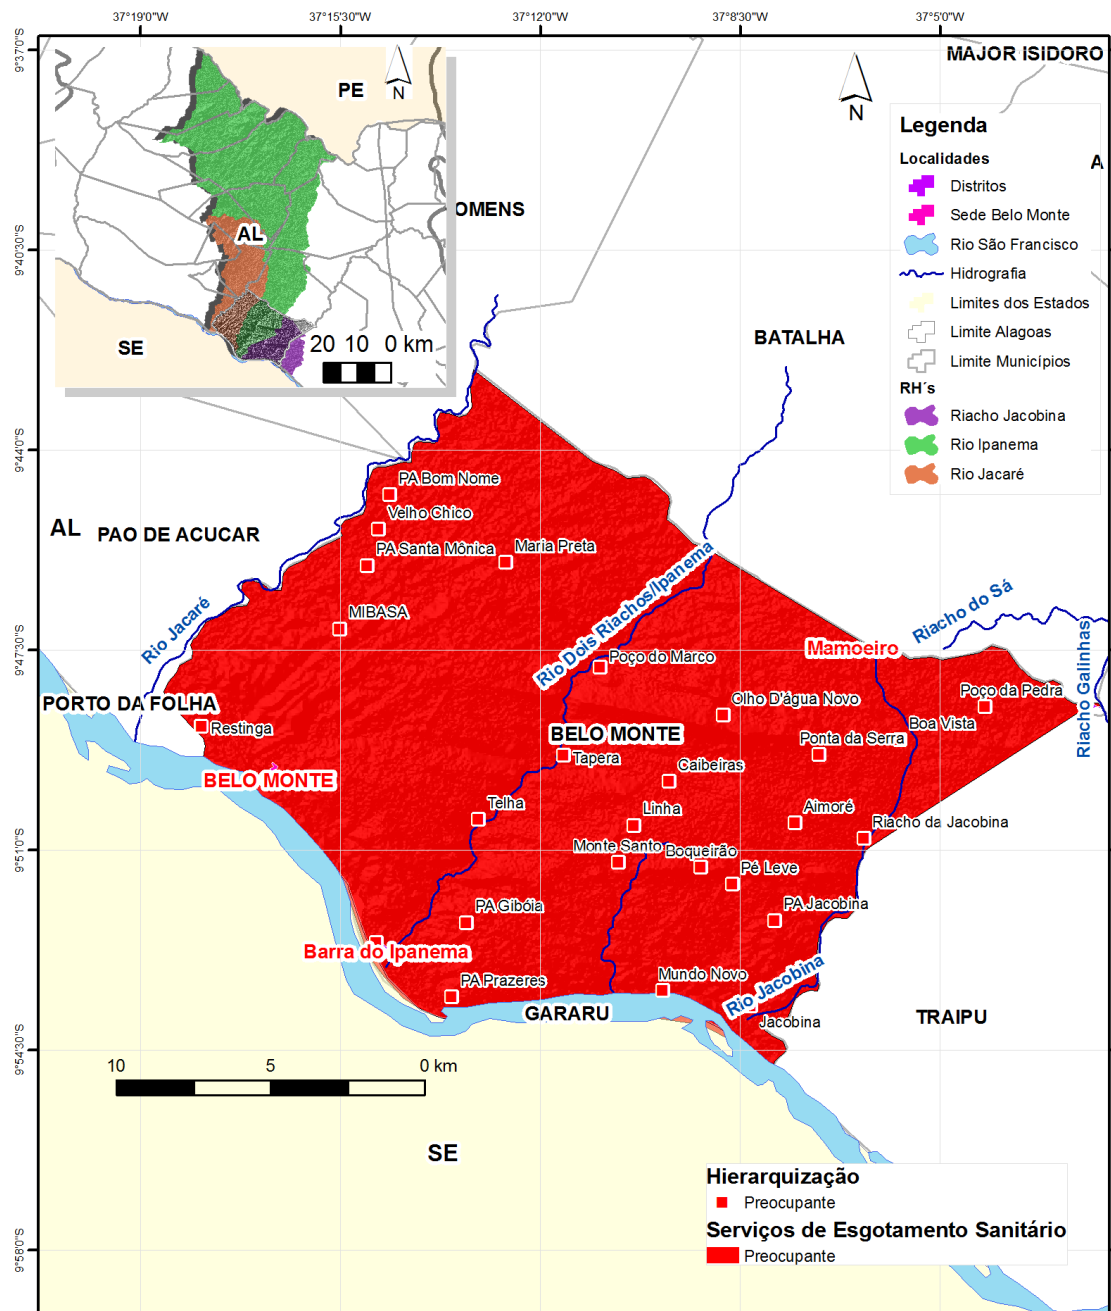 37°19'0"W
37°15'30"W
37°12'0"W
37°8'30"W
37°5'0"W
9°37'0"S
9°40'30"S
9°44'0"S
9°47'30"S
9°51'0"S
9°54'30"S
9°58'0"S
MAJOR ISIDORO
PE
N
AL
SE
20 10 0 km
OMENS
N
A
Legenda
Localidades
Distritos
Sede Belo Monte
Rio São Francisco
Hidrografia
Limites dos Estados
Limite Alagoas
Limite Municípios
RH´s
Riacho Jacobina
Rio Ipanema
Rio Jacaré
BATALHA
AL
PAO DE ACUCAR
PA Bom Nome
Velho Chico
PA Santa Mônica
Maria Preta
MIBASA
Rio Jacaré
Rio Dois Riachos/Ipanema
Riacho do Sá
Riacho Galinhas
Mamoeiro
Poço do Marco
Poço da Pedra
Olho D'água Novo
Boa Vista
PORTO DA FOLHA
Restinga
BELO MONTE
Ponta da Serra
Tapera
Caibeiras
BELO MONTE
Telha
Linha
Aimoré
Riacho da Jacobina
Monte Santo
Boqueirão
Pé Leve
PA Gibóia
PA Jacobina
Barra do Ipanema
PA Prazeres
Mundo Novo
Rio Jacobina
Jacobina
GARARU
TRAIPU
10 5 0 km
SE
Hierarquização
Preocupante
Serviços de Esgotamento Sanitário
Preocupante